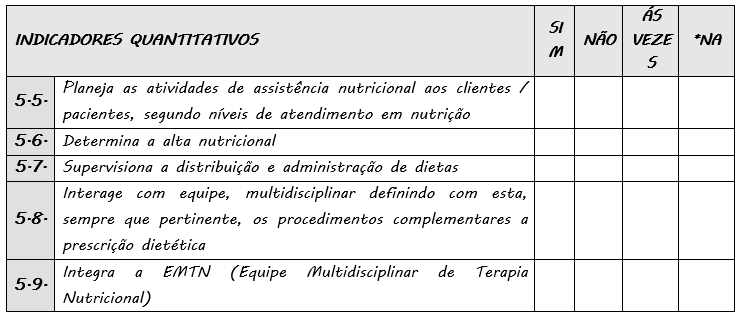 INDICADORES QUANTITATIVOS
SI
M
NÃO
ÁS
VEZE
S
*NA
5-5- Planeja as atividades de assistência nutricional aos clientes /
pacientes, segundo níveis de atendimento em nutrição
5-6- Determina a alta nutricional
5-7- Supervisiona a distribuição e administração de dietas
5-8- Interage com equipe, multidisciplinar definindo com esta,
sempre que pertinente, os procedimentos complementares a
prescrição dietética
5-9- Integra a EMTN (Equipe Multidisciplinar de Terapia
Nutricional)